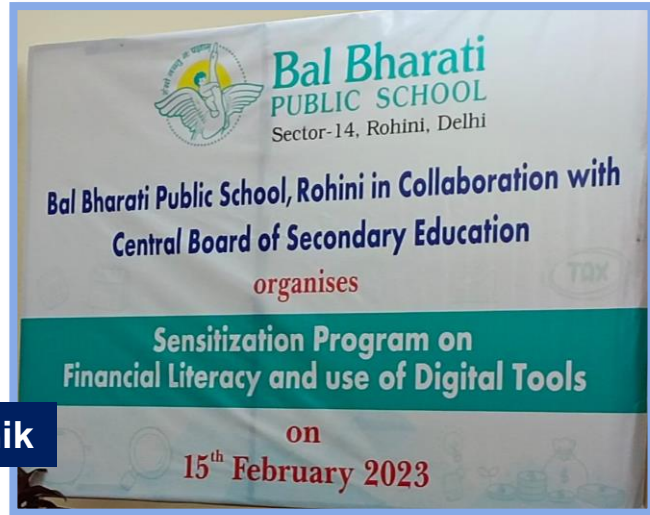 Bal Bharati
PUBLIC SCHOOL
Sector-14, Rohini, Delhi
Bal Bharati Public School, Rohini in Collaboration with
Central Board of Secondary Education
organises
TAX
Sensitization Program on
Financial Literacy and use of Digital Tools
ik
on
15th February 2023